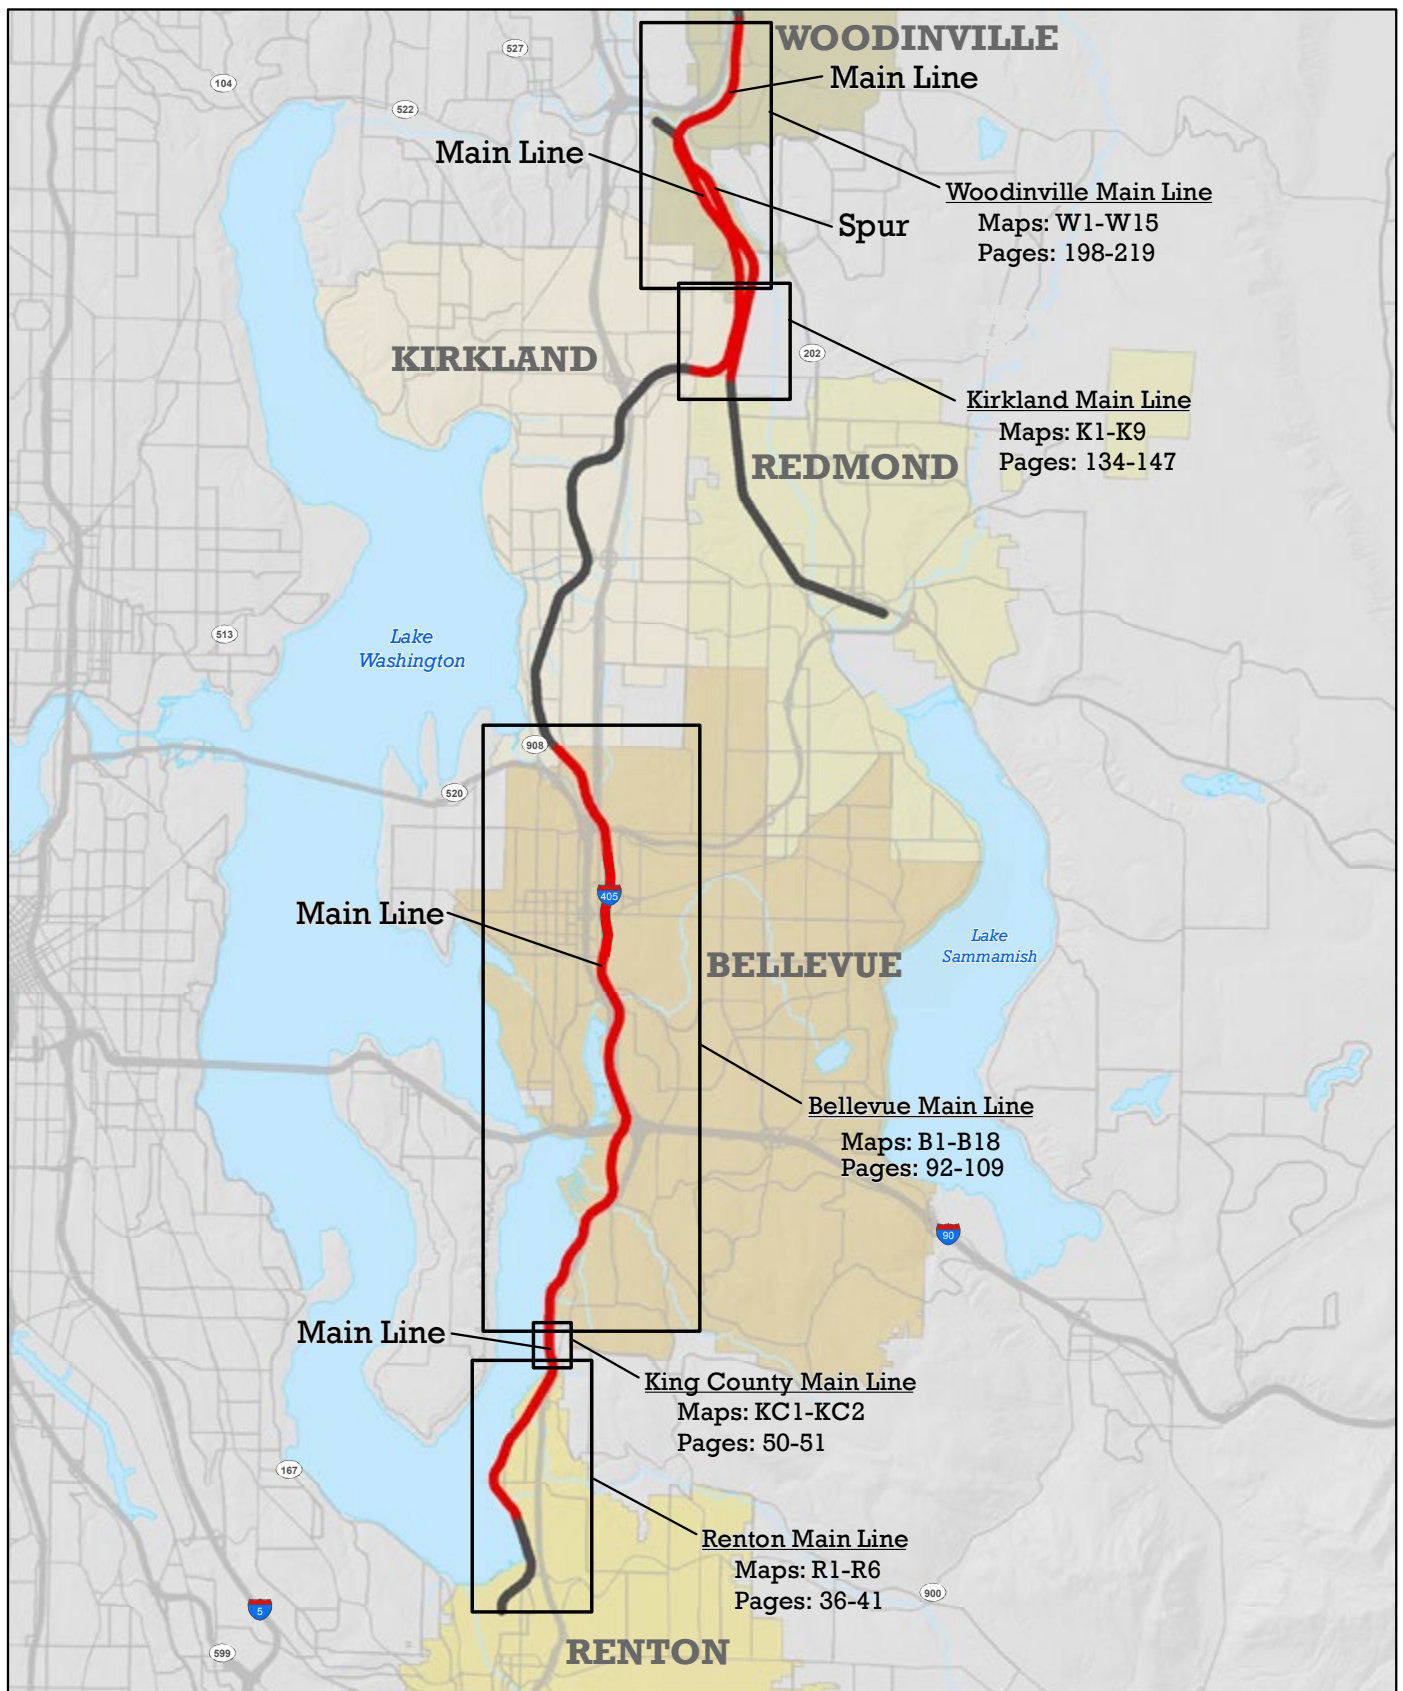 WOODINVILLE
527
Main Line
104
522
Main Line
Woodinville Main Line
Maps: W1-W15
Pages: 198-219
Spur
KIRKLAND
202
Kirkland Main Line
Maps: K1-K9
Pages: 134-147
REDMOND
513
Lake
Washington
908
520
405
Main Line
BELLEVUE
Lake
Sammamish
Bellevue Main Line
Maps: B1-B18
Pages: 92-109
90
Main Line
King County Main Line
Maps: KC1-KC2
Pages: 50-51
167
Renton Main Line
Maps: R1-R6
Pages: 36-41
900
5
599
RENTON